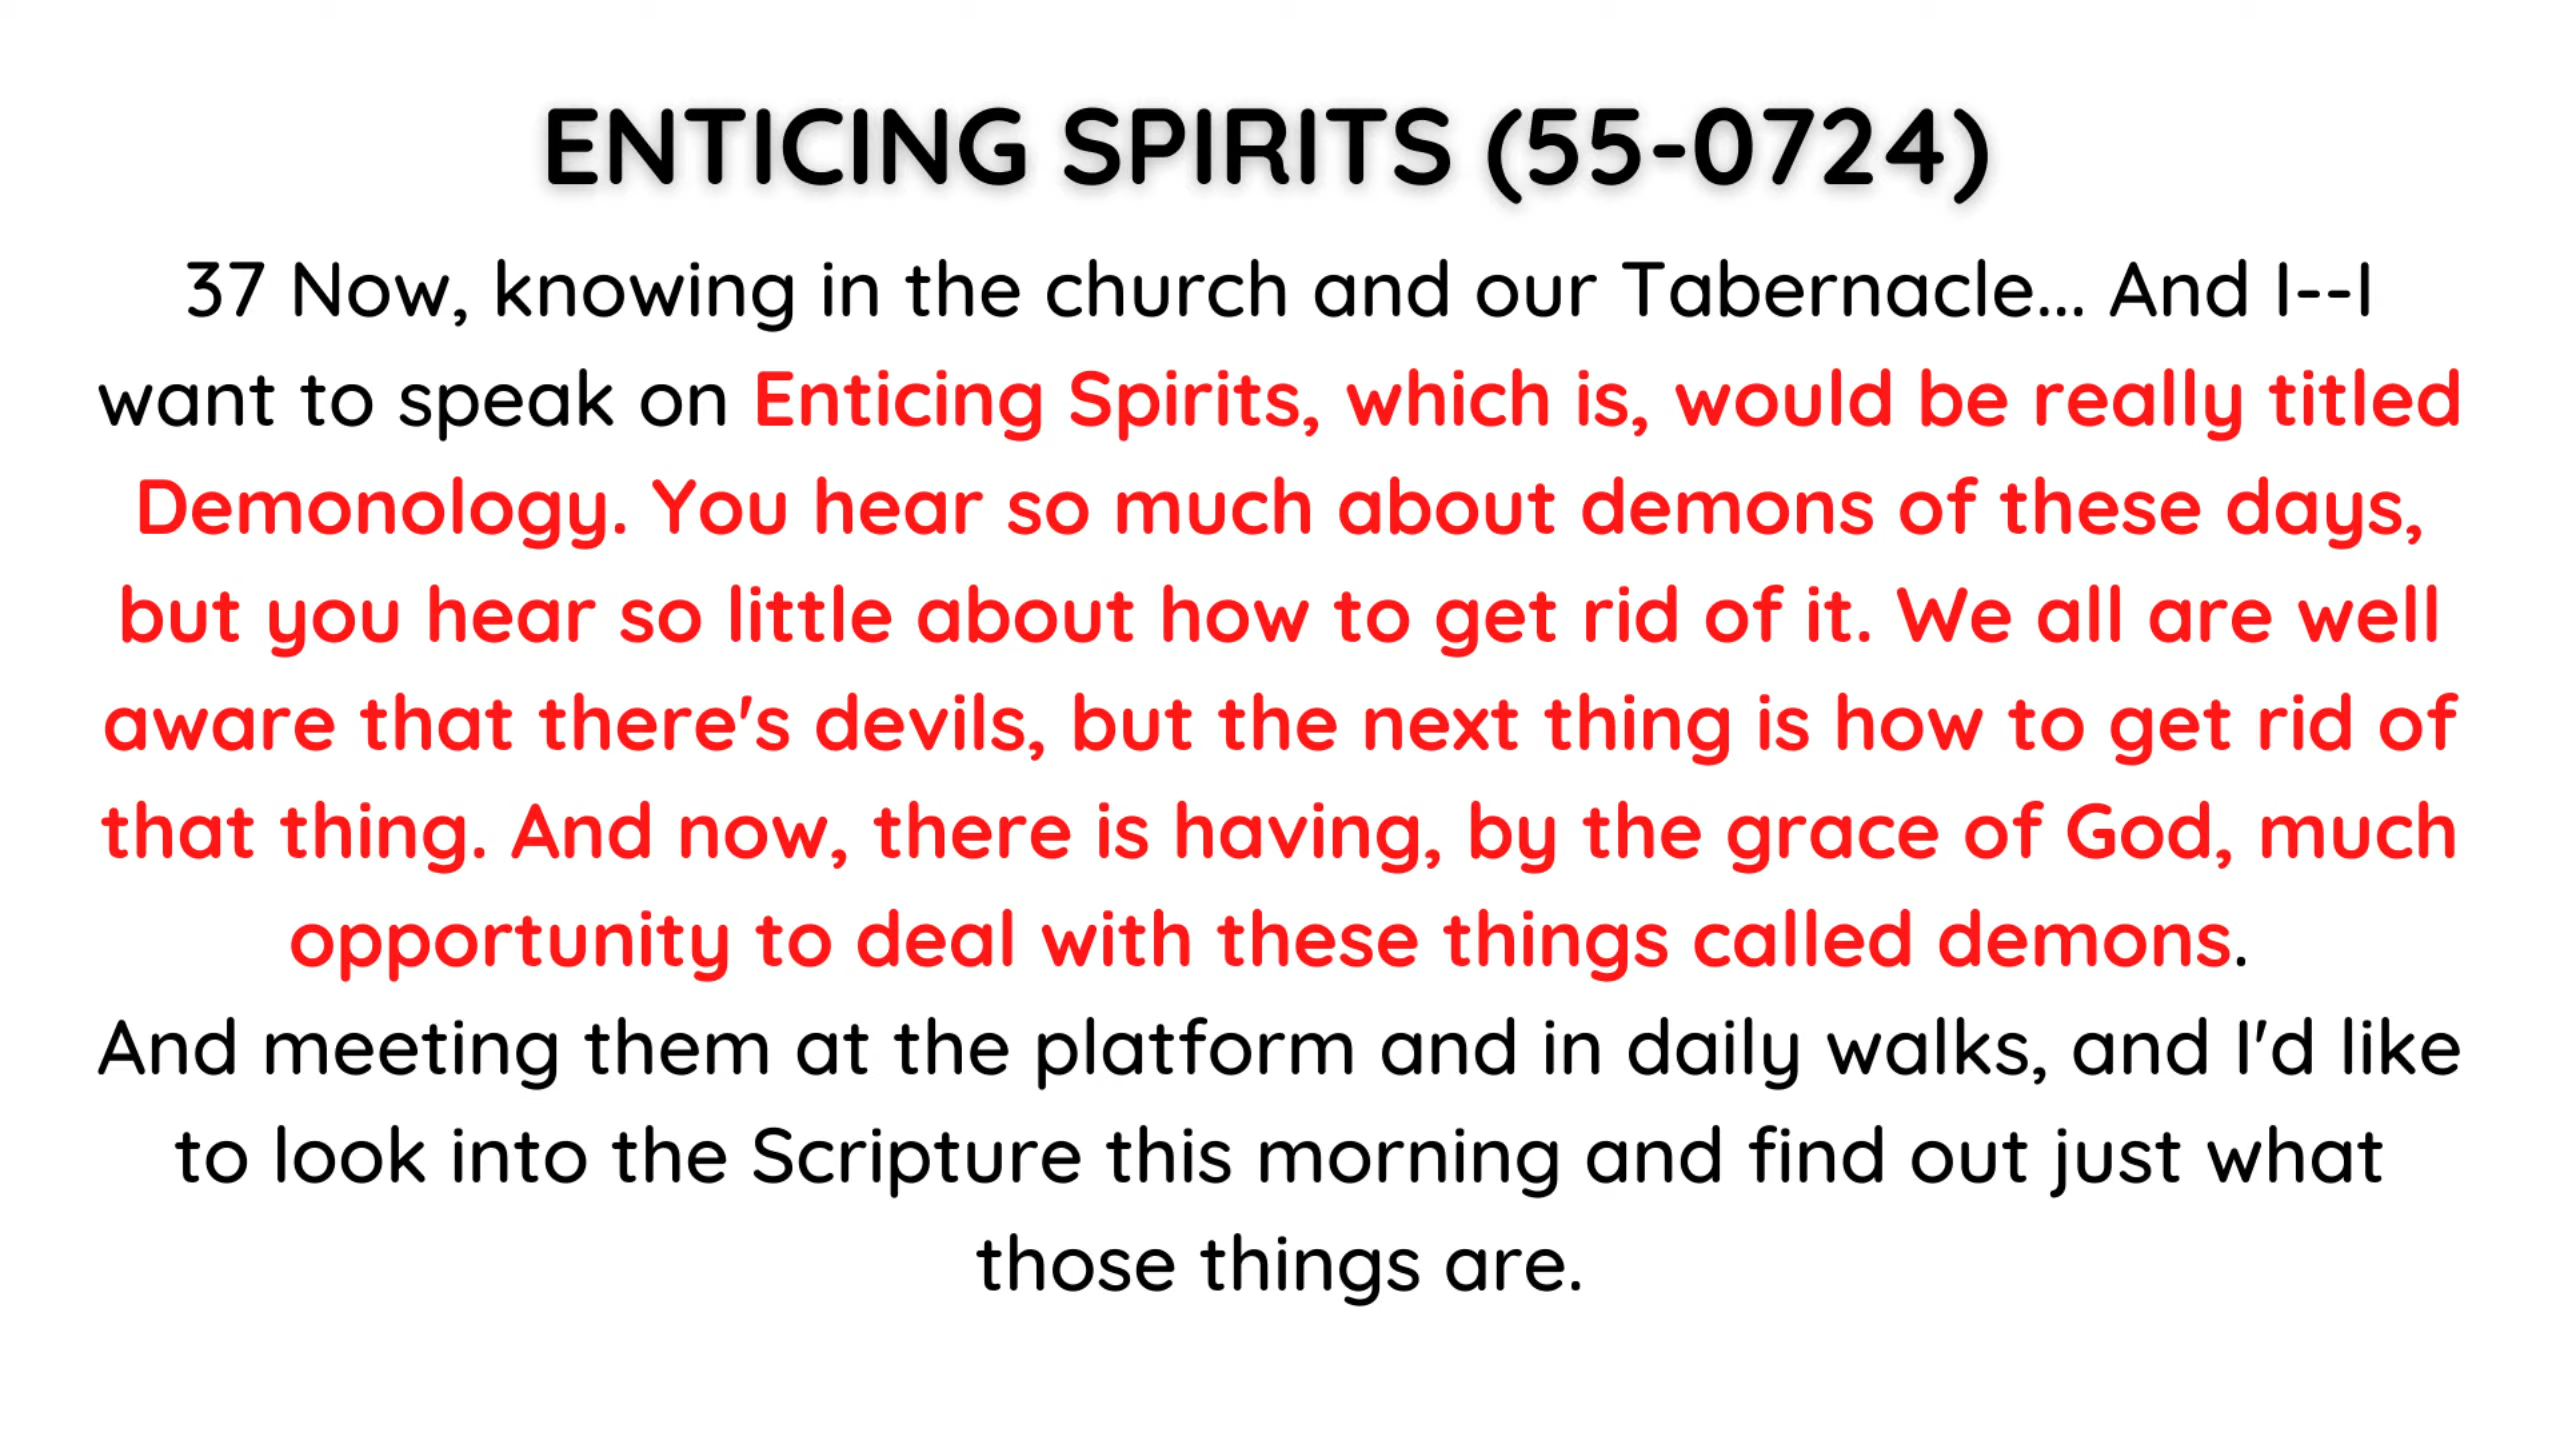 ENTICING SPIRITS (55-0724)
37 Now, knowing in the church and our Tabernacle... And I--I
want to speak on Enticing Spirits, which is, would be really titled
Demonology. You hear so much about demons of these days,
but you hear so little about how to get rid of it. We all are well
aware that there's devils, but the next thing is how to get rid of
that thing. And now, there is having, by the grace of God, much
opportunity to deal with these things called demons.
And meeting them at the platform and in daily walks, and I'd like
to look into the Scripture this morning and find out just what
those things are.